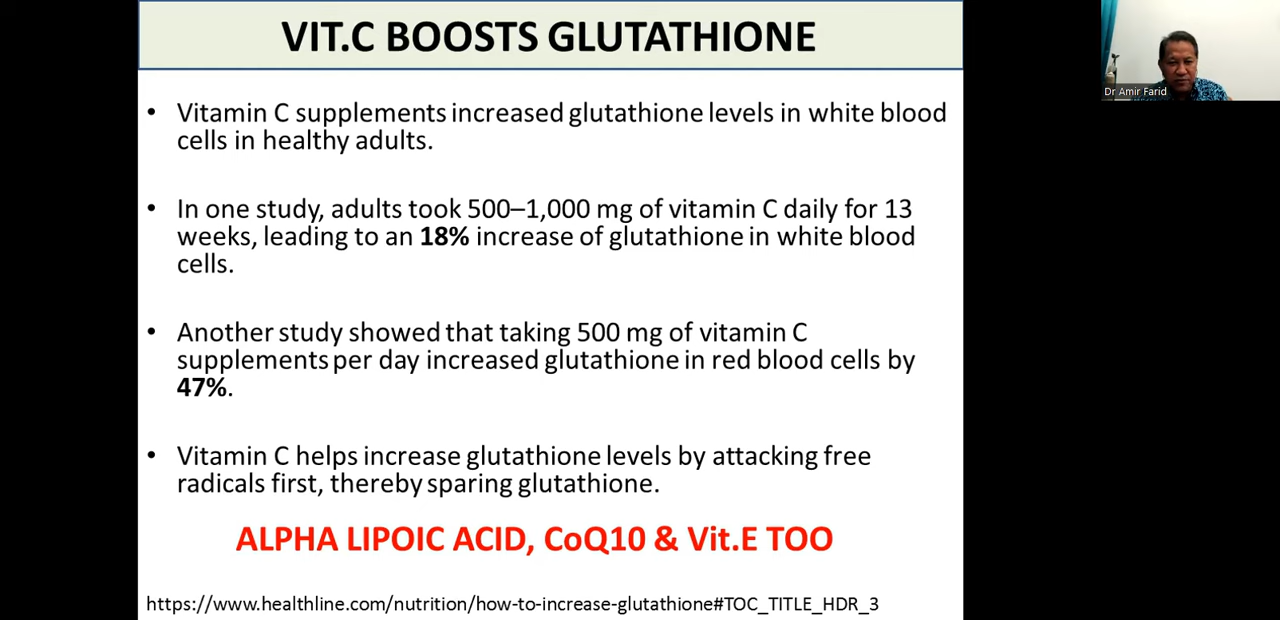 VIT.C BOOSTS GLUTATHIONE
Dr Amir Farid
• Vitamin C supplements increased glutathione levels in white blood
cells in healthy adults.
• In one study, adults took 500–1,000 mg of vitamin C daily for 13
weeks, leading to an 18% increase of glutathione in white blood
cells.
• Another study showed that taking 500 mg of vitamin C
supplements per day increased glutathione in red blood cells by
47%.
• Vitamin C helps increase glutathione levels by attacking free
radicals first, thereby sparing glutathione.
ALPHA LIPOIC ACID, CoQ10 & Vit.E TOO
https://www.healthline.com/nutrition/how-to-increase-glutathione#TOC_TITLE_HDR_3